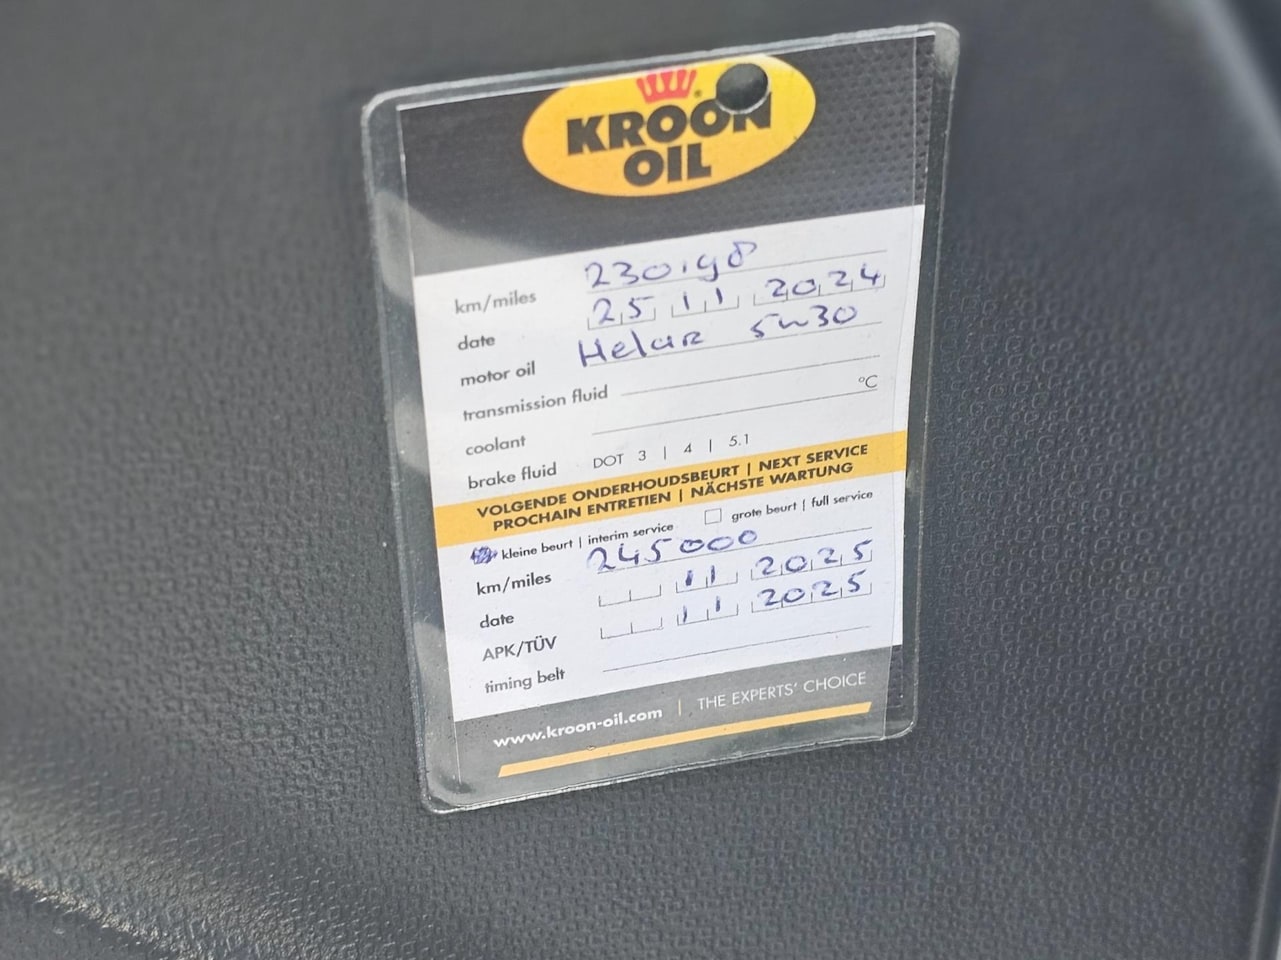 KROON
OIL
km/miles 230.198
date 25 11 2024
motor oil Helar 5w30
transmission fluid
coolant °C
brake fluid DOT 3 | 4 | 5.1
VOLGENDE ONDERHOUDSBEURT | NEXT SERVICE
PROCHAIN ENTRETIEN | NÄCHSTE WARTUNG
kleine beurt | interim service grote beurt | full service
km/miles 245000
date 11 2025
APK/TÜV 11 2025
timing belt
www.kroon-oil.com | THE EXPERTS' CHOICE